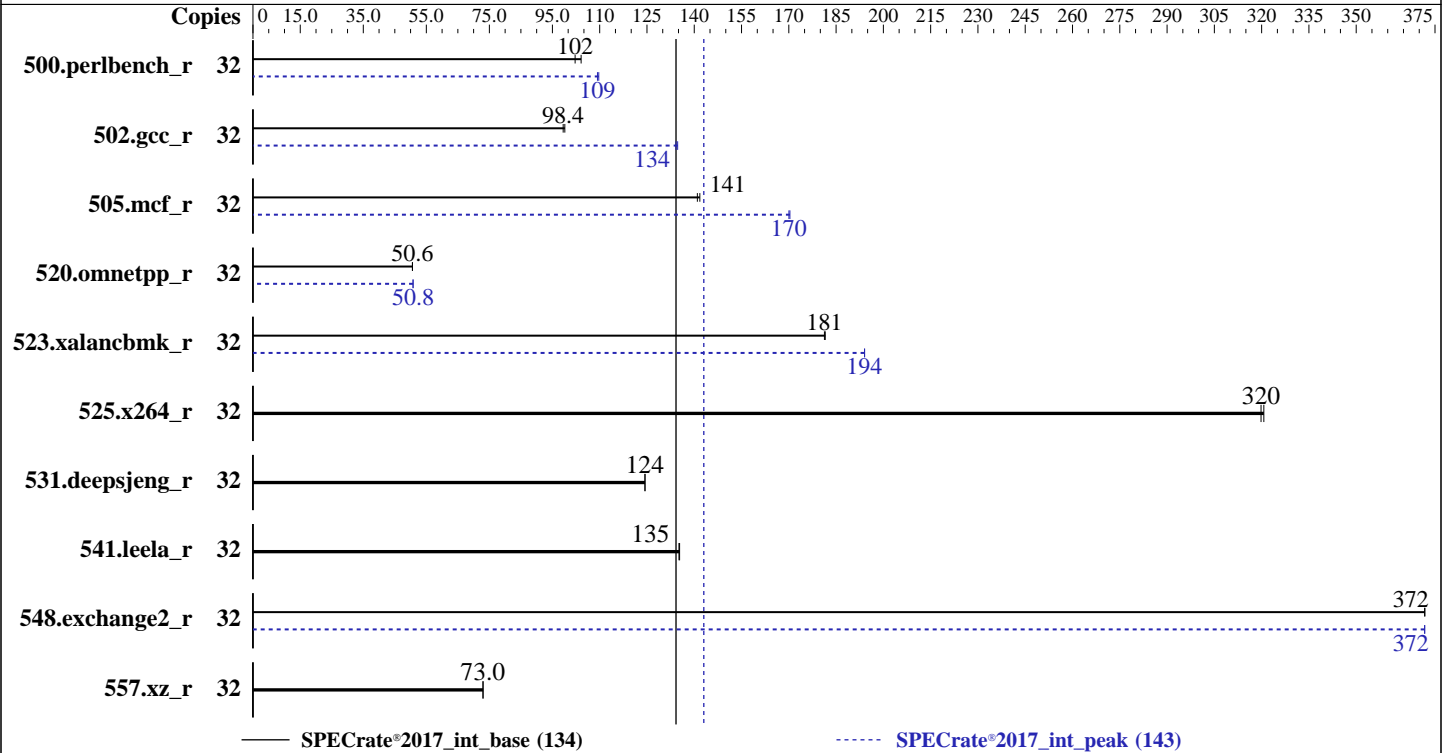 Copies 0 15.0 35.0 55.0 75.0 95.0 110 125 140 155 170 185 200 215 230 245 260 275 290 305 320 335 350 375
500.perlbench_r 32 102
109
502.gcc_r 32 98.4
134
505.mcf_r 32 141
170
520.omnetpp_r 32 50.6
50.8
523.xalancbmk_r 32 181
194
525.x264_r 32 320
531.deepsjeng_r 32 124
541.leela_r 32 135
548.exchange2_r 32 372
372
557.xz_r 32 73.0
SPECrate®2017_int_base (134) SPECrate®2017_int_peak (143)